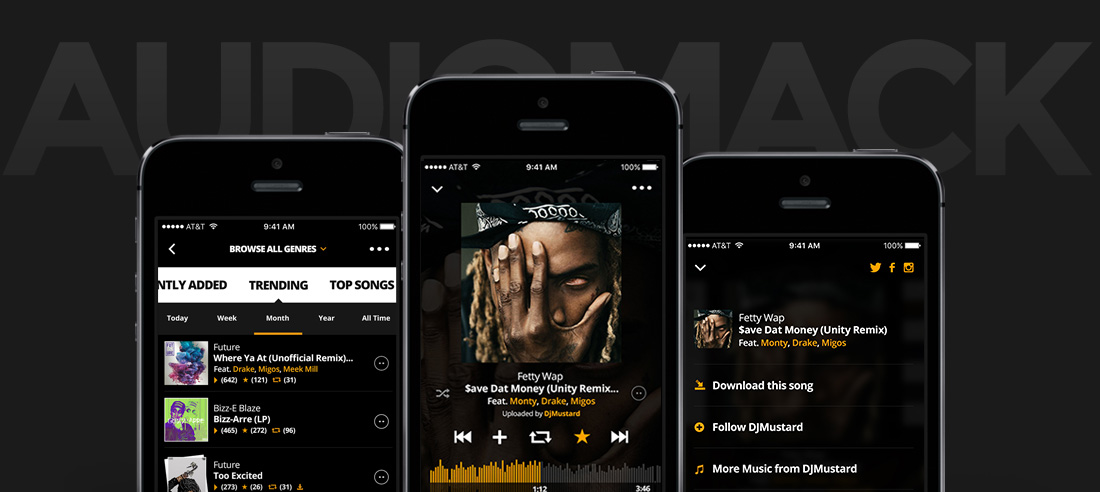 AUDIOMACK
AT&T 9:41 AM 100%
BROWSE ALL GENRES
NTLY ADDED TRENDING TOP SONGS
Today Week Month Year All Time
Future
Where Ya At (Unofficial Remix)...
Feat. Drake, Migos, Meek Mill
(642) (121) (31)
Bizz-E Blaze
Bizz-Arre (LP)
(465) (272) (96)
Future
Too Excited
(273) (26) (31)
AT&T 9:41 AM 100%
Fetty Wap
$ave Dat Money (Unity Remix...
Feat. Monty, Drake, Migos
Uploaded by DjMustard
1:12 3:46
AT&T 9:41 AM 100%
Fetty Wap
$ave Dat Money (Unity Remix)
Feat. Monty, Drake, Migos
Download this song
Follow DJMustard
More Music from DJMustard